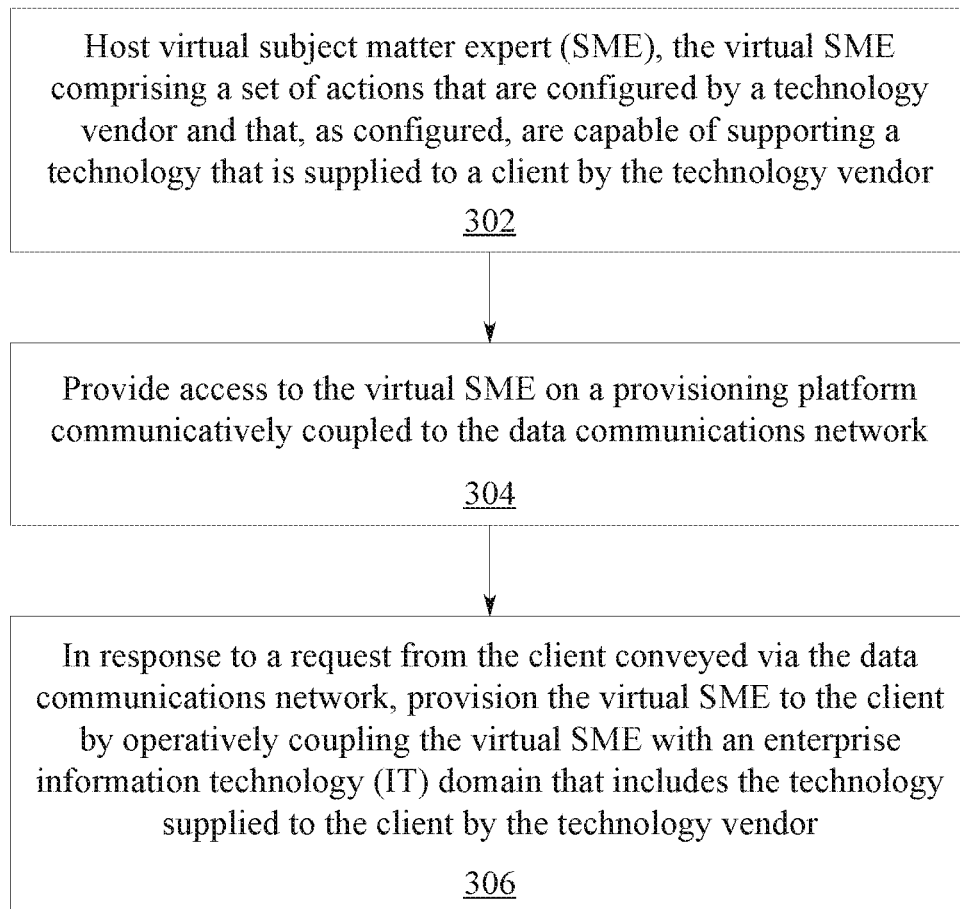 Host virtual subject matter expert (SME), the virtual SME
comprising a set of actions that are configured by a technology
vendor and that, as configured, are capable of supporting a
technology that is supplied to a client by the technology vendor
302
Provide access to the virtual SME on a provisioning platform
communicatively coupled to the data communications network
304
In response to a request from the client conveyed via the data
communications network, provision the virtual SME to the client
by operatively coupling the virtual SME with an enterprise
information technology (IT) domain that includes the technology
supplied to the client by the technology vendor
306